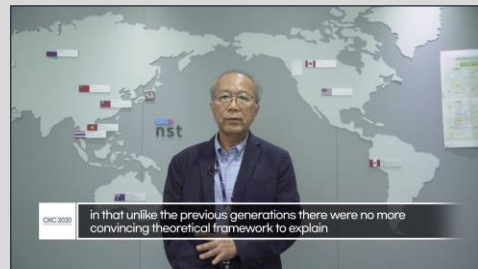 nst
CKC 2020
in that unlike the previous generations there were no more
convincing theoretical framework to explain